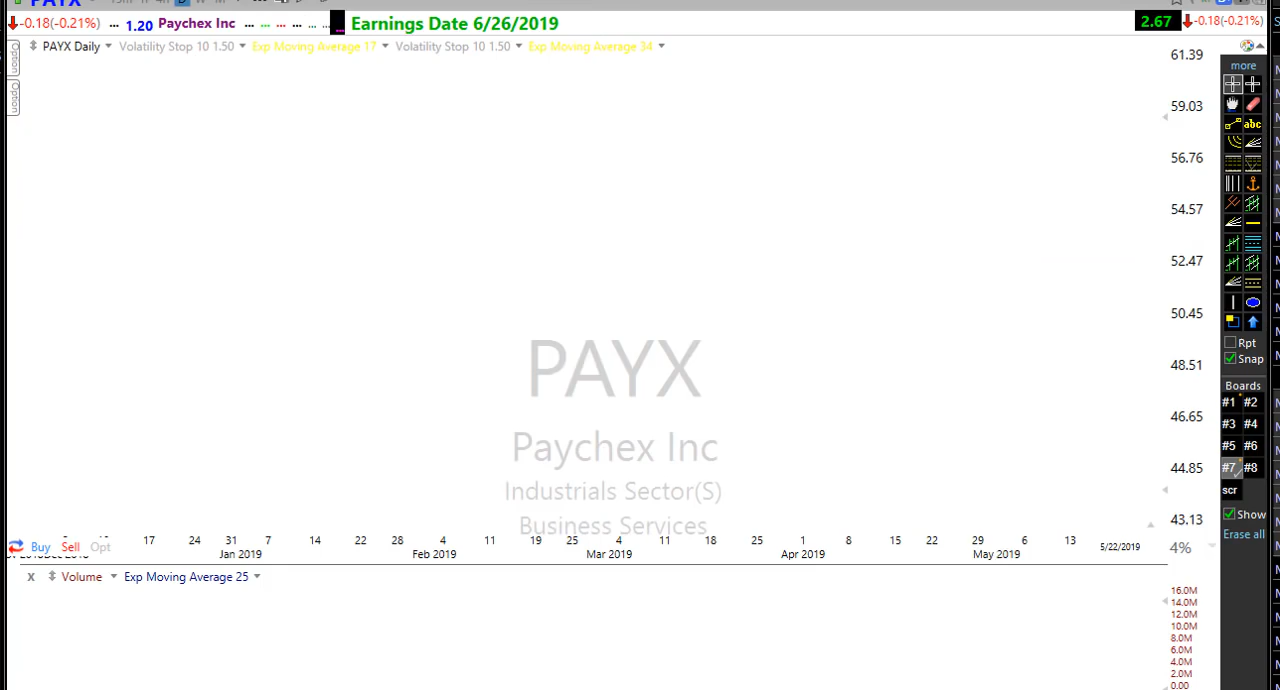 PAYX
-0.18(-0.21%) ... 1.20 Paychex Inc ... ... ... ... ... Earnings Date 6/26/2019 2.67 -0.18(-0.21%)
PAYX Daily Volatility Stop 10 1.50 Exp Moving Average 17 Volatility Stop 10 1.50 Exp Moving Average 34
Option
Option
61.39
59.03
56.76
54.57
52.47
50.45
48.51
46.65
44.85
43.13
4%
PAYX
Paychex Inc
Industrials Sector(S)
Business Services
17 24 31 7 14 22 28 4 11 19 25 4 11 18 25 1 8 15 22 29 6 13
Jan 2019 Feb 2019 Mar 2019 Apr 2019 May 2019 5/22/2019
Buy Sell Opt
X Volume Exp Moving Average 25
16.0M
14.0M
12.0M
10.0M
8.0M
6.0M
4.0M
2.0M
0.00
more
abc
Rpt
Snap
Boards
#1 #2
#3 #4
#5 #6
#7 #8
scr
Show
Erase all